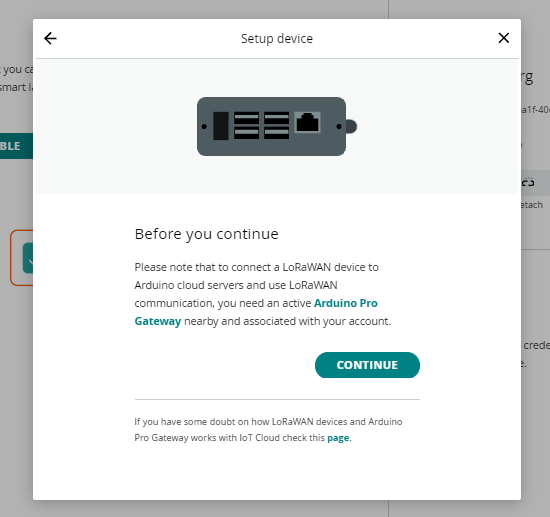 Setup device
you ca
smart l
BLE
rg
a1f-40
etach
crede
Before you continue
Please note that to connect a LoRaWAN device to
Arduino cloud servers and use LoRaWAN
communication, you need an active Arduino Pro
Gateway nearby and associated with your account.
CONTINUE
If you have some doubt on how LoRaWAN devices and Arduino
Pro Gateway works with IoT Cloud check this page.